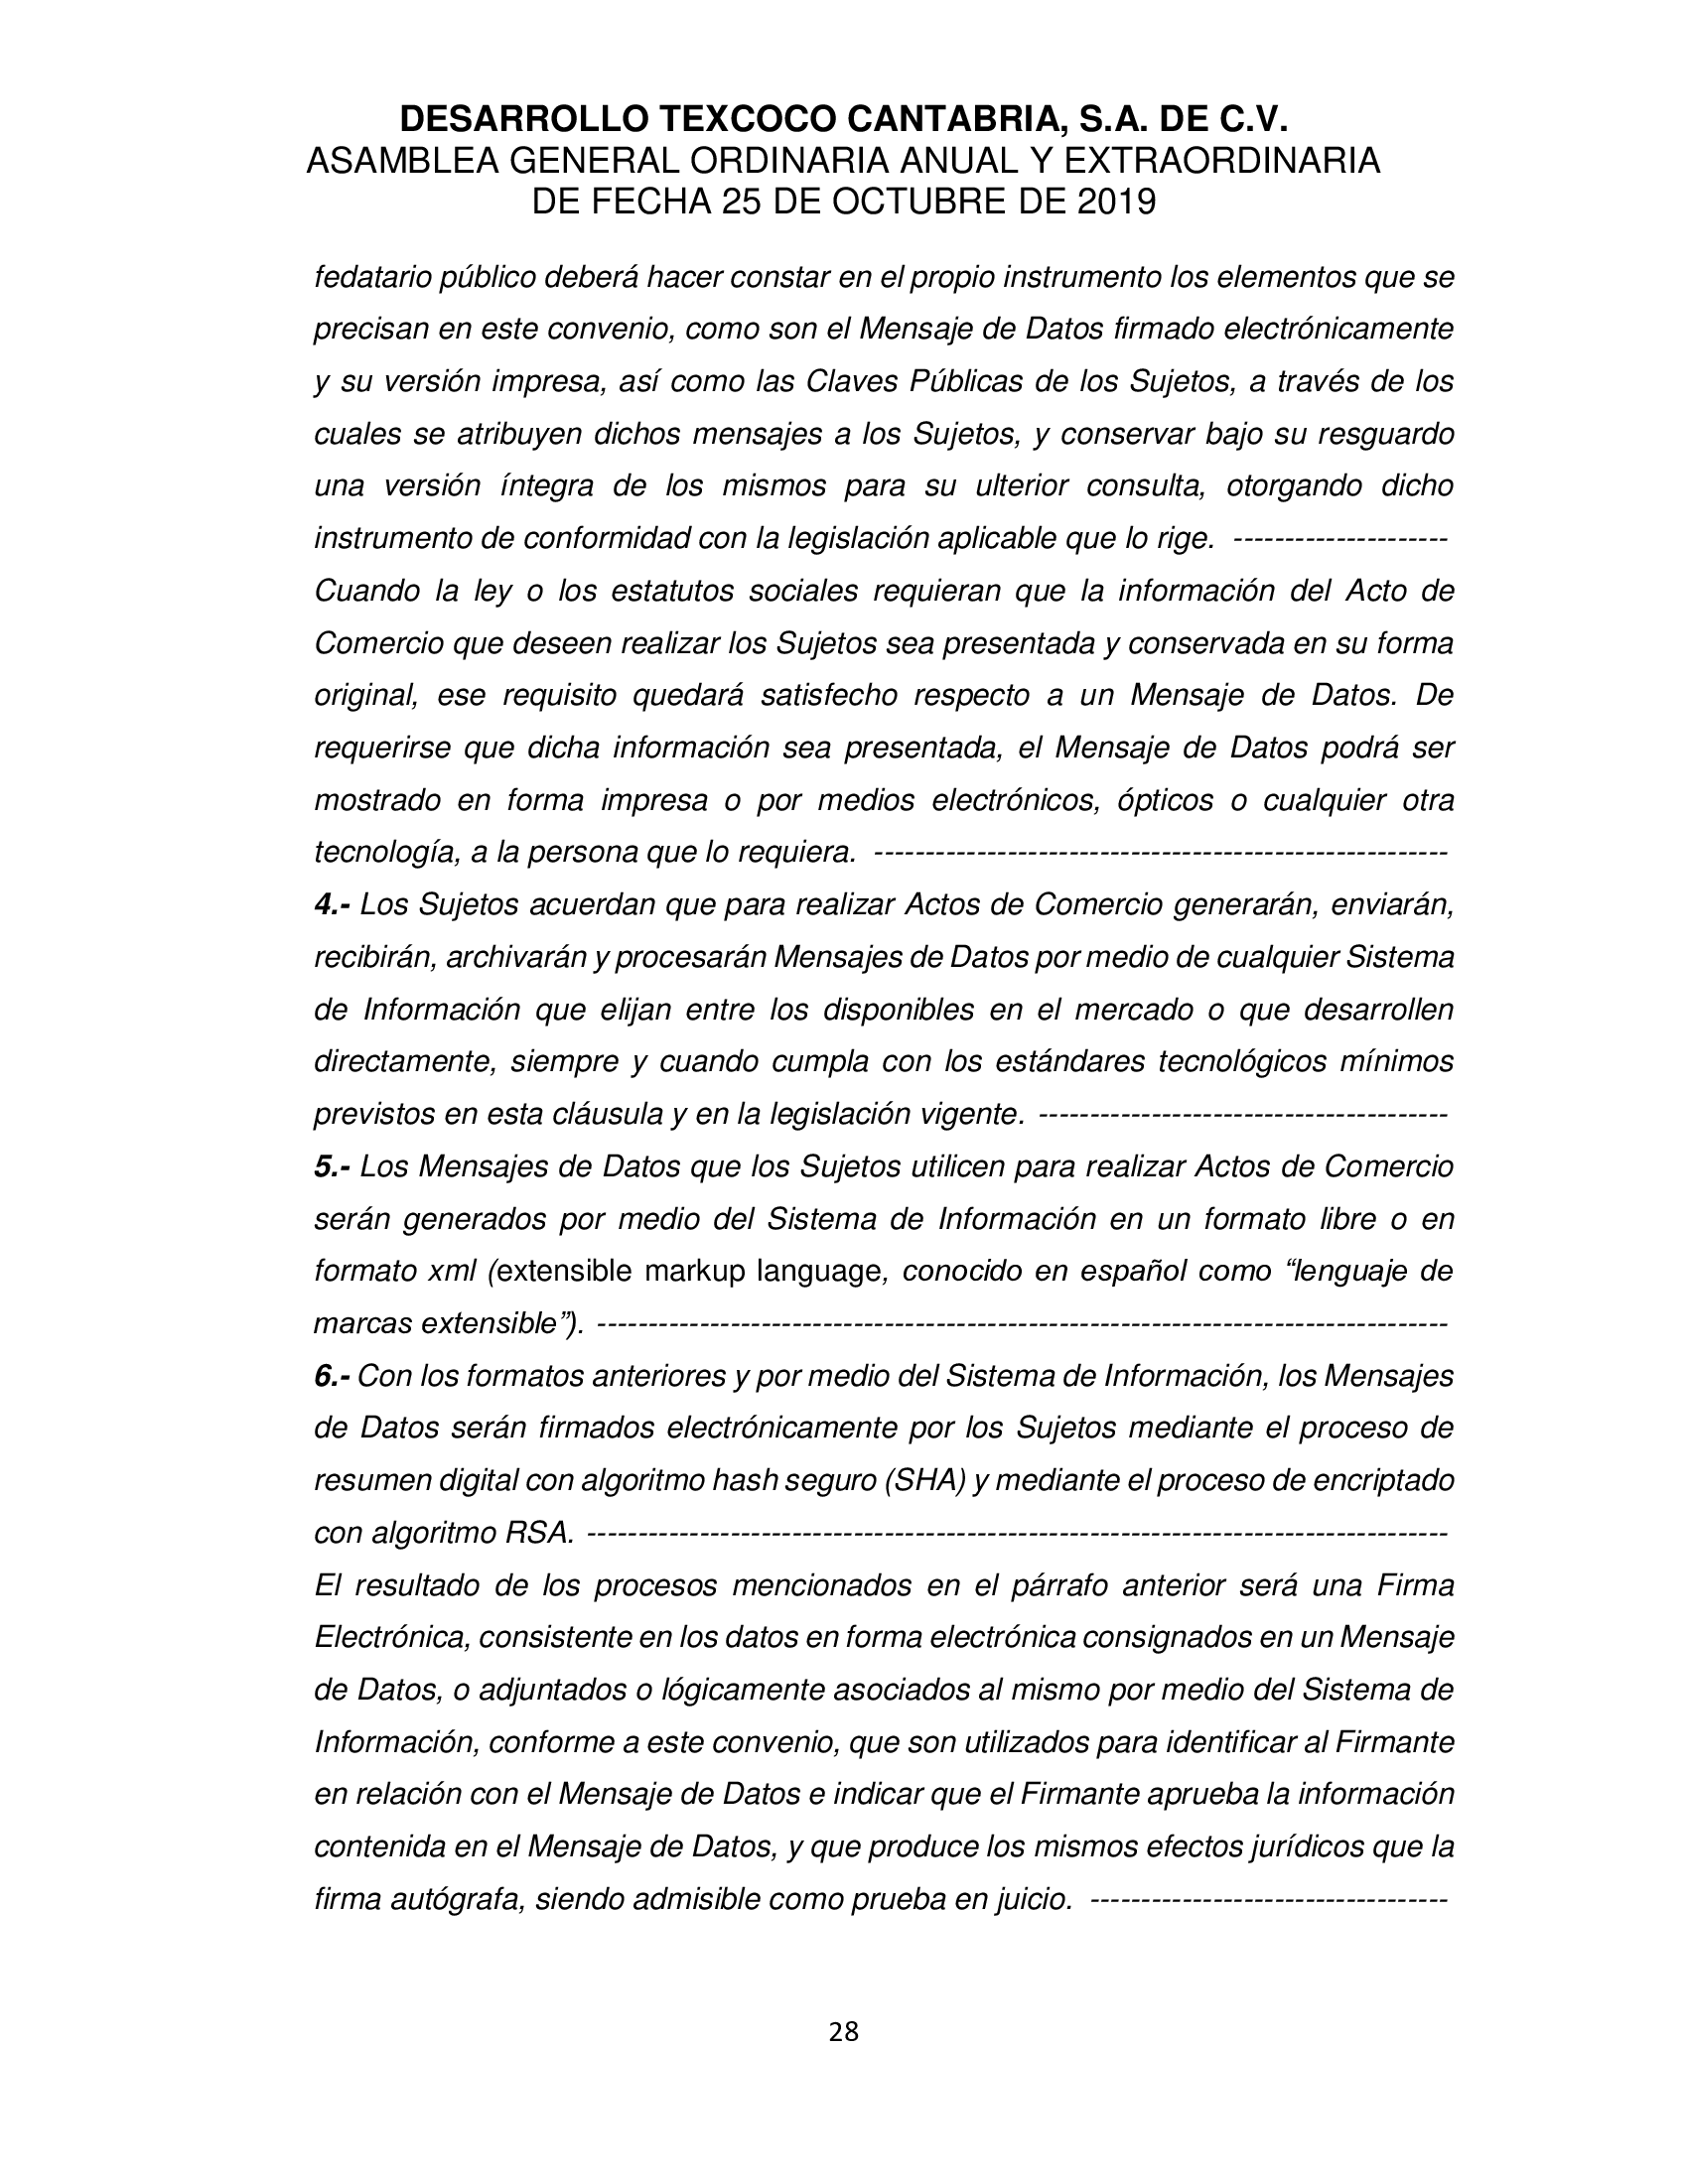 DESARROLLO TEXCOCO CANTABRIA, S.A. DE C.V.
ASAMBLEA GENERAL ORDINARIA ANUAL Y EXTRAORDINARIA
DE FECHA 25 DE OCTUBRE DE 2019
fedatario público deberá hacer constar en el propio instrumento los elementos que se
precisan en este convenio, como son el Mensaje de Datos firmado electrónicamente
y su versión impresa, así como las Claves Públicas de los Sujetos, a través de los
cuales se atribuyen dichos mensajes a los Sujetos, y conservar bajo su resguardo
una versión íntegra de los mismos para su ulterior consulta, otorgando dicho
instrumento de conformidad con la legislación aplicable que lo rige. ---------------------
Cuando la ley o los estatutos sociales requieran que la información del Acto de
Comercio que deseen realizar los Sujetos sea presentada y conservada en su forma
original, ese requisito quedará satisfecho respecto a un Mensaje de Datos. De
requerirse que dicha información sea presentada, el Mensaje de Datos podrá ser
mostrado en forma impresa o por medios electrónicos, ópticos o cualquier otra
tecnología, a la persona que lo requiera. --------------------------------------------------------
4.- Los Sujetos acuerdan que para realizar Actos de Comercio generarán, enviarán,
recibirán, archivarán y procesarán Mensajes de Datos por medio de cualquier Sistema
de Información que elijan entre los disponibles en el mercado o que desarrollen
directamente, siempre y cuando cumpla con los estándares tecnológicos mínimos
previstos en esta cláusula y en la legislación vigente. ----------------------------------------
5.- Los Mensajes de Datos que los Sujetos utilicen para realizar Actos de Comercio
serán generados por medio del Sistema de Información en un formato libre o en
formato xml (extensible markup language, conocido en español como “lenguaje de
marcas extensible”). -----------------------------------------------------------------------------------
6.- Con los formatos anteriores y por medio del Sistema de Información, los Mensajes
de Datos serán firmados electrónicamente por los Sujetos mediante el proceso de
resumen digital con algoritmo hash seguro (SHA) y mediante el proceso de encriptado
con algoritmo RSA. ------------------------------------------------------------------------------------
El resultado de los procesos mencionados en el párrafo anterior será una Firma
Electrónica, consistente en los datos en forma electrónica consignados en un Mensaje
de Datos, o adjuntados o lógicamente asociados al mismo por medio del Sistema de
Información, conforme a este convenio, que son utilizados para identificar al Firmante
en relación con el Mensaje de Datos e indicar que el Firmante aprueba la información
contenida en el Mensaje de Datos, y que produce los mismos efectos jurídicos que la
firma autógrafa, siendo admisible como prueba en juicio. -----------------------------------
28